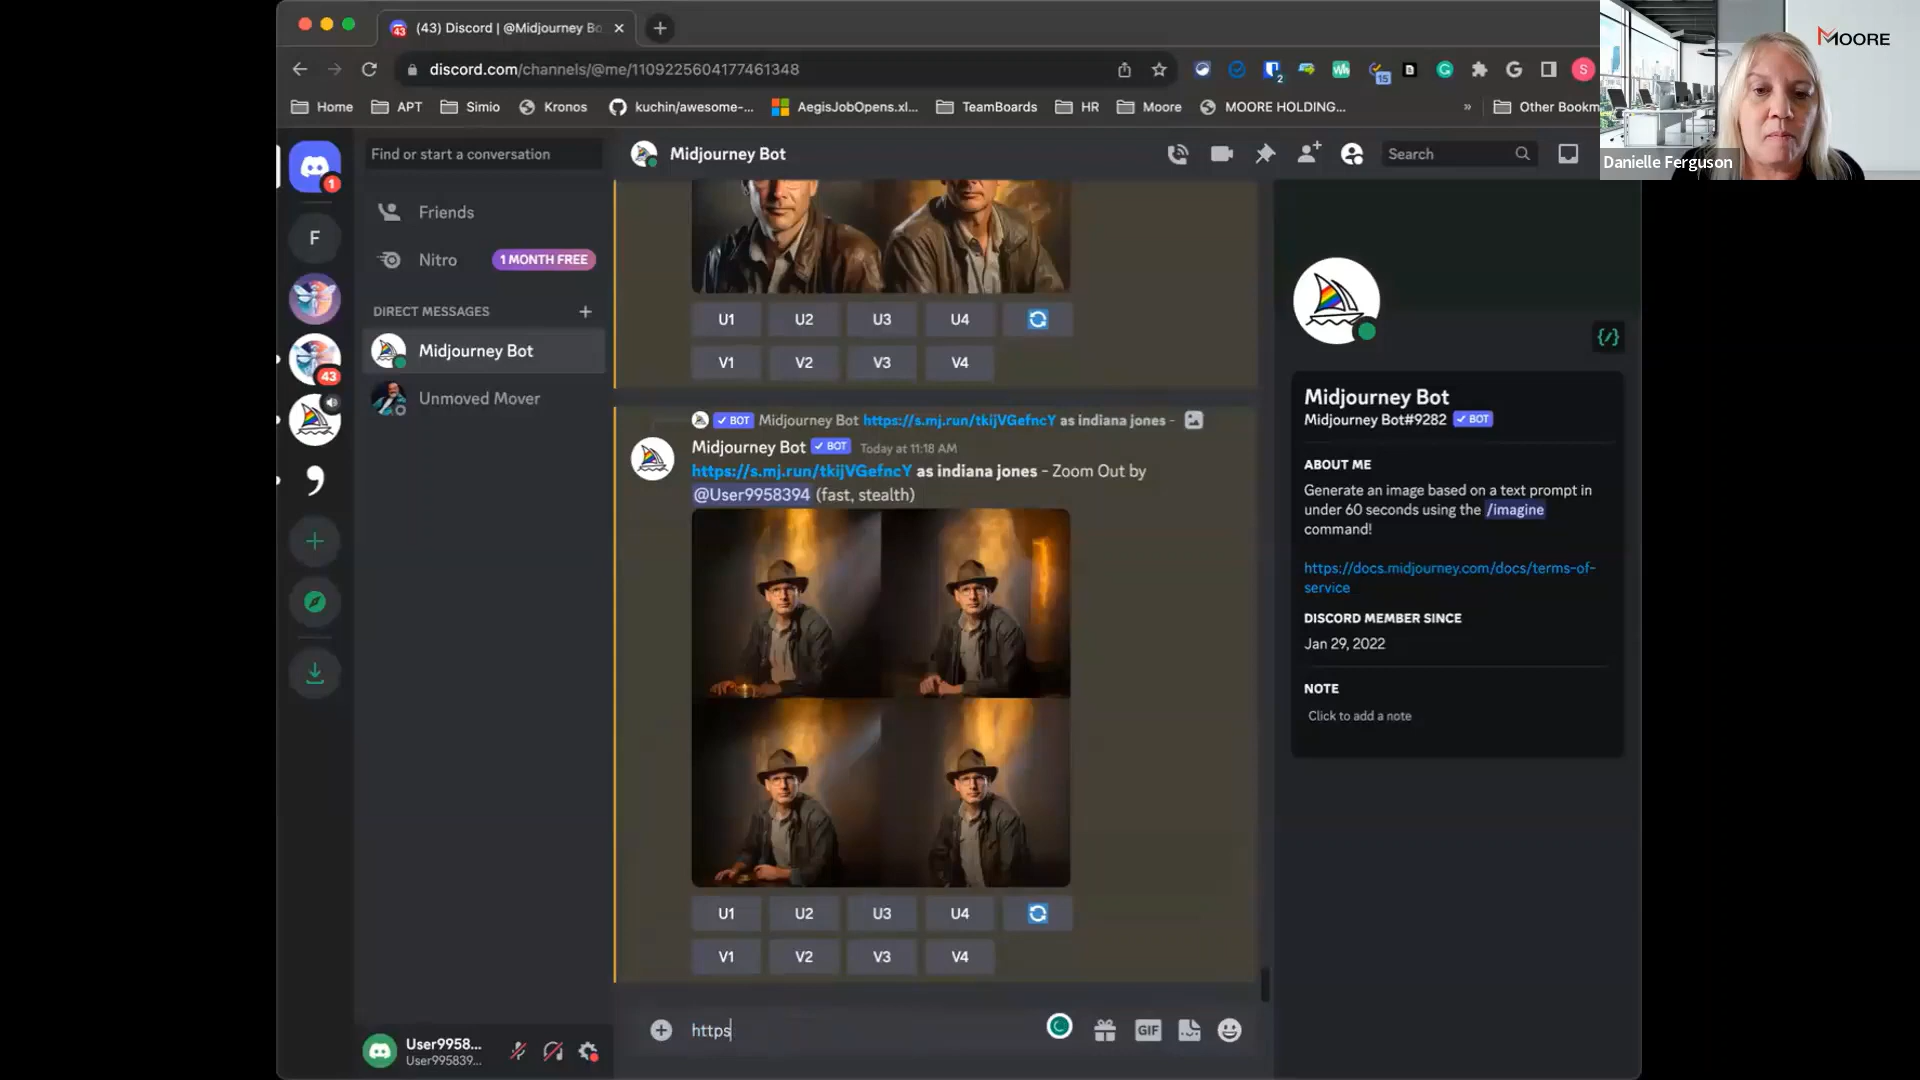 (43) Discord | @Midjourney Bo
discord.com/channels/@me/1109225604177461348
Home APT Simio Kronos kuchin/awesome-... AegisJobOpens.xl... TeamBoards HR Moore MOORE HOLDING... » Other Bookm
MOORE
Danielle Ferguson
Find or start a conversation
Friends
Nitro 1 MONTH FREE
DIRECT MESSAGES
Midjourney Bot
Unmoved Mover
1
F
43
User9958...
User995839...
Midjourney Bot
Search
U1 U2 U3 U4
V1 V2 V3 V4
BOT Midjourney Bot https://s.mj.run/tkijVGefncY as indiana jones -
Midjourney Bot BOT Today at 11:18 AM
https://s.mj.run/tkijVGefncY as indiana jones - Zoom Out by
@User9958394 (fast, stealth)
U1 U2 U3 U4
V1 V2 V3 V4
https
GIF
Midjourney Bot
Midjourney Bot#9282 BOT
ABOUT ME
Generate an image based on a text prompt in
under 60 seconds using the /imagine
command!
https://docs.midjourney.com/docs/terms-of-
service
DISCORD MEMBER SINCE
Jan 29, 2022
NOTE
Click to add a note